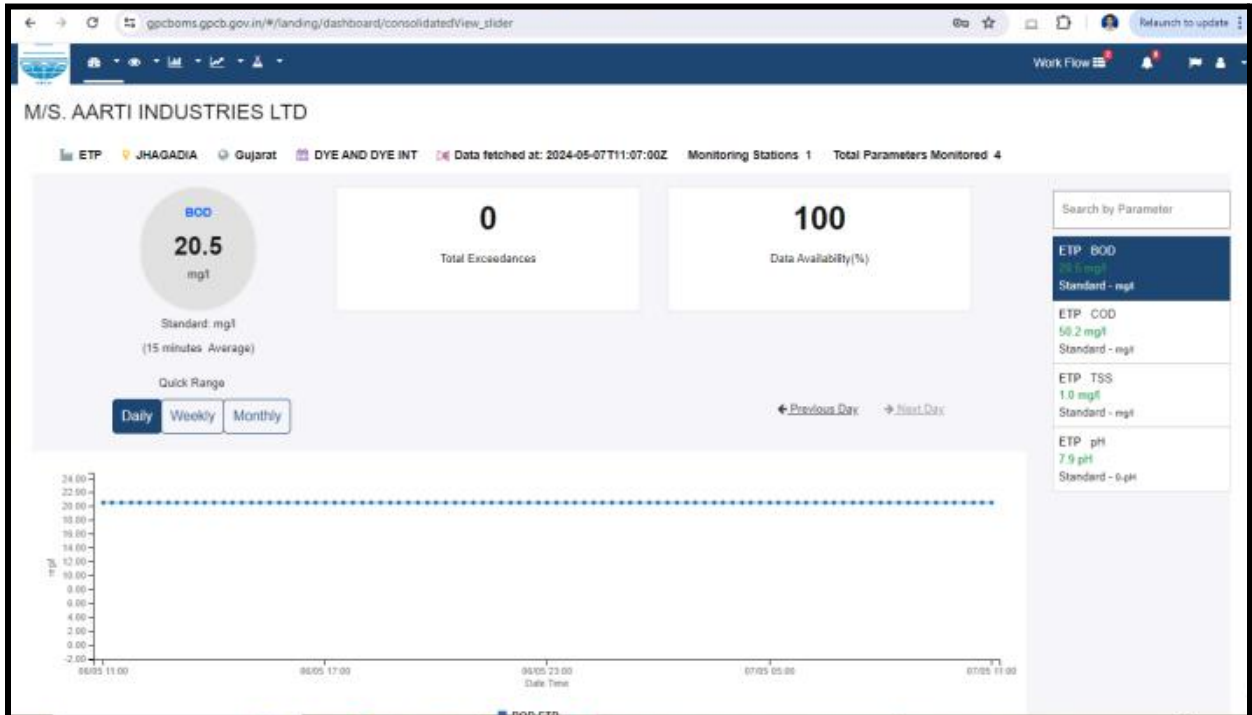 gpcboms.gpcb.gov.in/#/landing/dashboard/consolidatedView_slider
Relaunch to update
Work Flow
M/S. AARTI INDUSTRIES LTD
ETP JHAGADIA Gujarat DYE AND DYE INT Data fetched at: 2024-05-07T11:07:00Z Monitoring Stations 1 Total Parameters Monitored 4
BOD
20.5
mg/l
Standard: mg/l
(15 minutes Average)
0
Total Exceedances
100
Data Availability(%)
Quick Range
Daily Weekly Monthly
Previous Day Next Day
Search by Parameter
ETP BOD
20.5 mg/l
Standard - mg/l
ETP COD
50.2 mg/l
Standard - mg/l
ETP TSS
1.0 mg/l
Standard - mg/l
ETP pH
7.9 pH
Standard - 0-pH
24.00
22.00
20.00
18.00
16.00
14.00
12.00
10.00
8.00
6.00
4.00
2.00
0.00
-2.00
mg/l
06/05 11:00 06/05 17:00 06/05 23:00 07/05 05:00 07/05 11:00
Date Time
BOD ETP